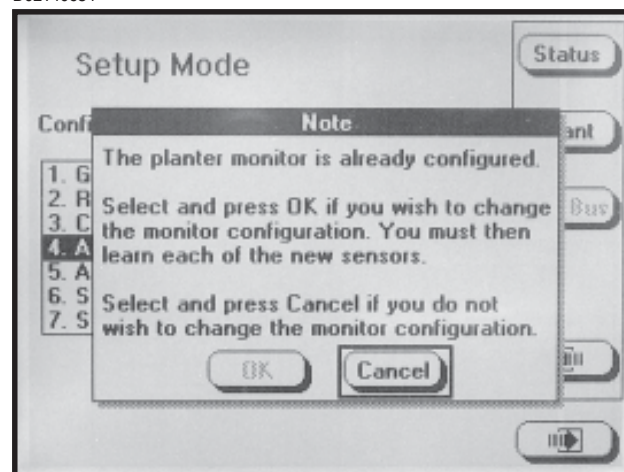 Setup Mode
Status
Confi
Note
ant
The planter monitor is already configured.
1. G
2. R
Select and press OK if you wish to change
Bus
3. C
the monitor configuration. You must then
4. A
learn each of the new sensors.
5. A
6. S
Select and press Cancel if you do not
7. S
wish to change the monitor configuration.
OK
Cancel